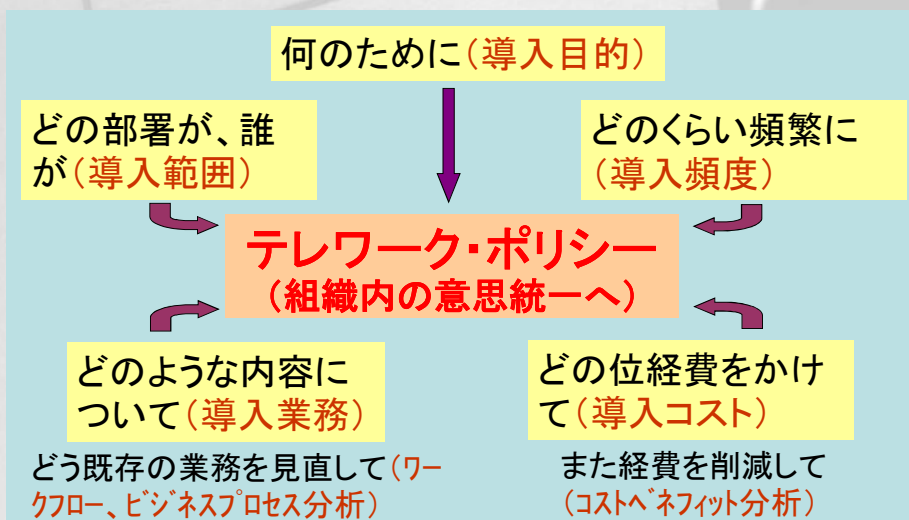 何のために(導入目的)
どの部署が、誰
が(導入範囲)
どのくらい頻繁に
(導入頻度)
テレワーク・ポリシー
(組織内の意思統一へ)
どのような内容に
ついて(導入業務)
どう既存の業務を見直して(ワー
クフロー、ビジネスプロセス分析)
どの位経費をかけ
て(導入コスト)
また経費を削減して
(コストベネフィット分析)